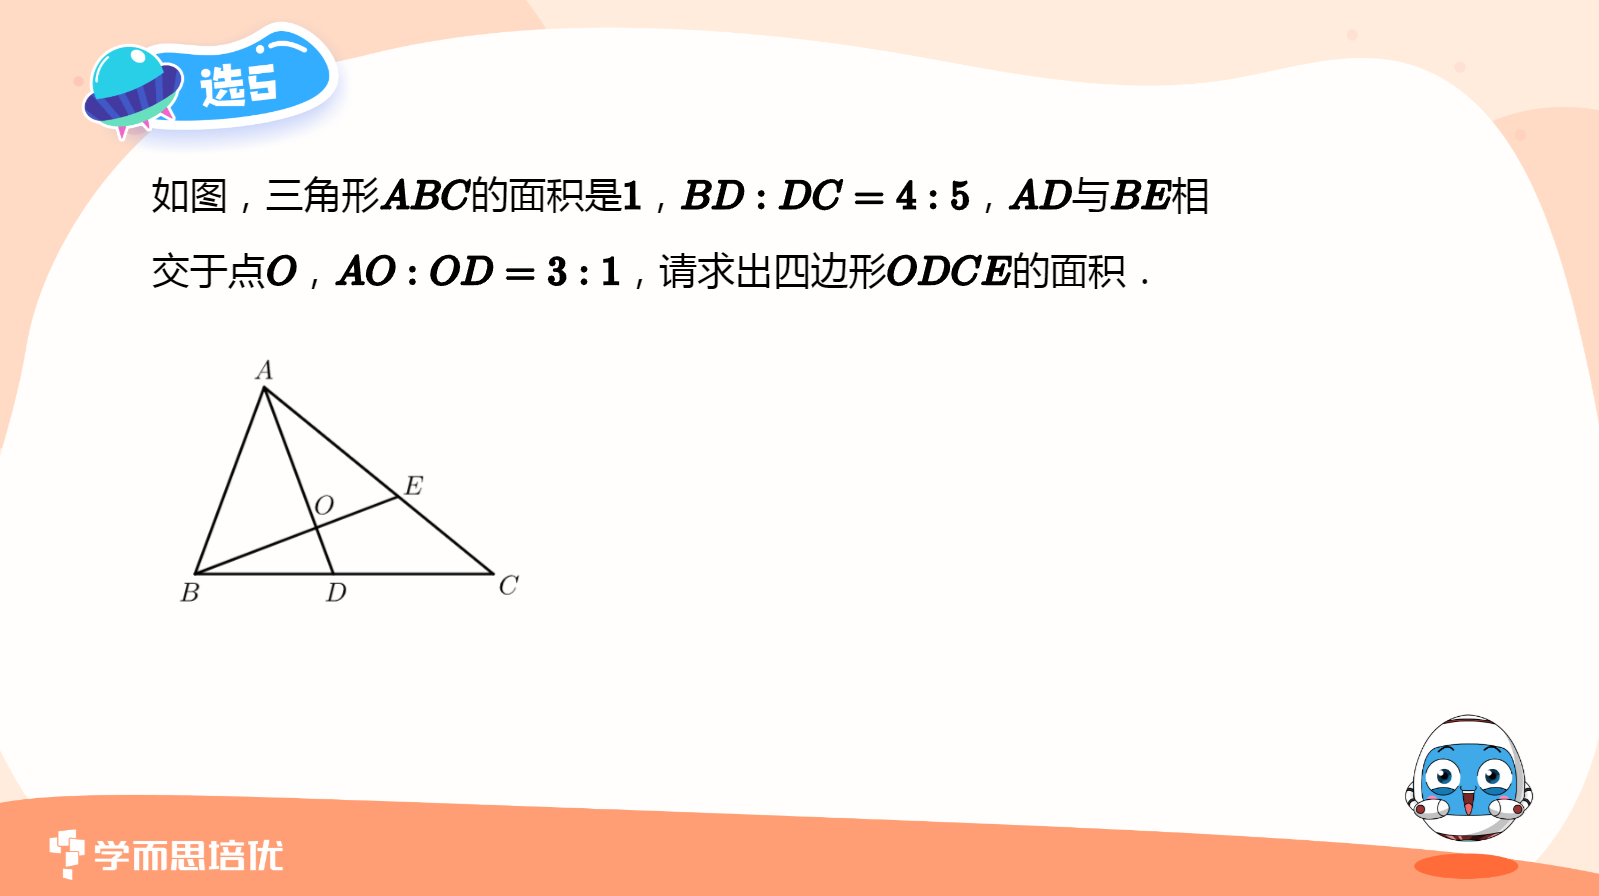 选5
如图，三角形ABC的面积是1，BD：DC＝4：5，AD与BE相
交于点O，AO：OD＝3：1，请求出四边形ODCE的面积．
A
E
O
B
D
C
学而思培优